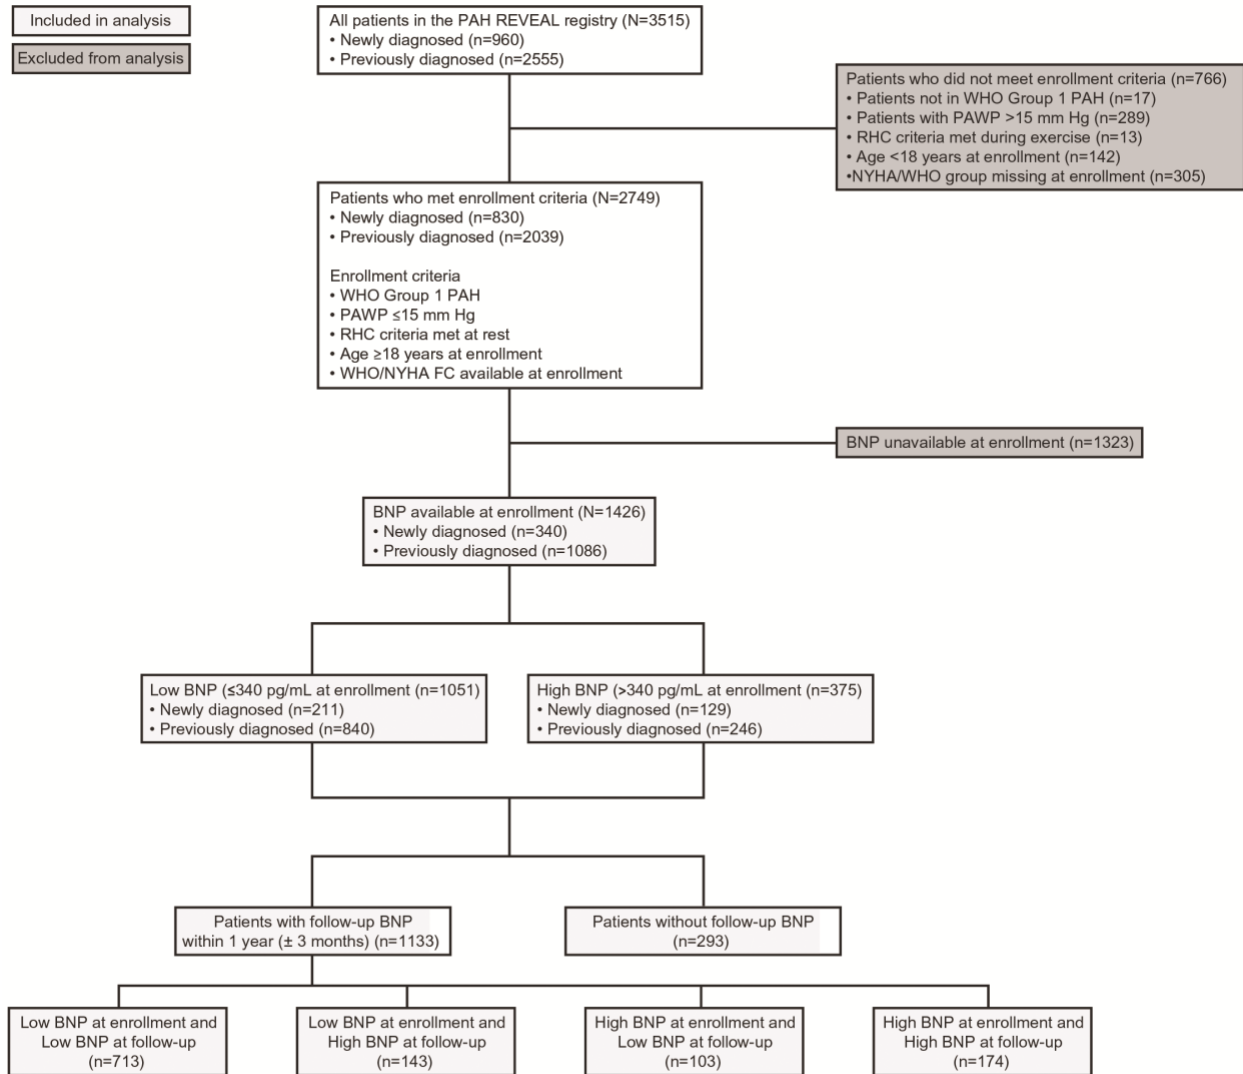 Included in analysis
Excluded from analysis
All patients in the PAH REVEAL registry (N=3515)
• Newly diagnosed (n=960)
• Previously diagnosed (n=2555)
Patients who did not meet enrollment criteria (n=766)
• Patients not in WHO Group 1 PAH (n=17)
• Patients with PAWP >15 mm Hg (n=289)
• RHC criteria met during exercise (n=13)
• Age <18 years at enrollment (n=142)
•NYHA/WHO group missing at enrollment (n=305)
Patients who met enrollment criteria (N=2749)
• Newly diagnosed (n=830)
• Previously diagnosed (n=2039)
Enrollment criteria
• WHO Group 1 PAH
• PAWP ≤15 mm Hg
• RHC criteria met at rest
• Age ≥18 years at enrollment
• WHO/NYHA FC available at enrollment
BNP unavailable at enrollment (n=1323)
BNP available at enrollment (N=1426)
• Newly diagnosed (n=340)
• Previously diagnosed (n=1086)
Low BNP (≤340 pg/mL at enrollment (n=1051)
• Newly diagnosed (n=211)
• Previously diagnosed (n=840)
High BNP (>340 pg/mL at enrollment (n=375)
• Newly diagnosed (n=129)
• Previously diagnosed (n=246)
Patients with follow-up BNP
within 1 year (± 3 months) (n=1133)
Patients without follow-up BNP
(n=293)
Low BNP at enrollment and
Low BNP at follow-up
(n=713)
Low BNP at enrollment and
High BNP at follow-up
(n=143)
High BNP at enrollment and
Low BNP at follow-up
(n=103)
High BNP at enrollment and
High BNP at follow-up
(n=174)